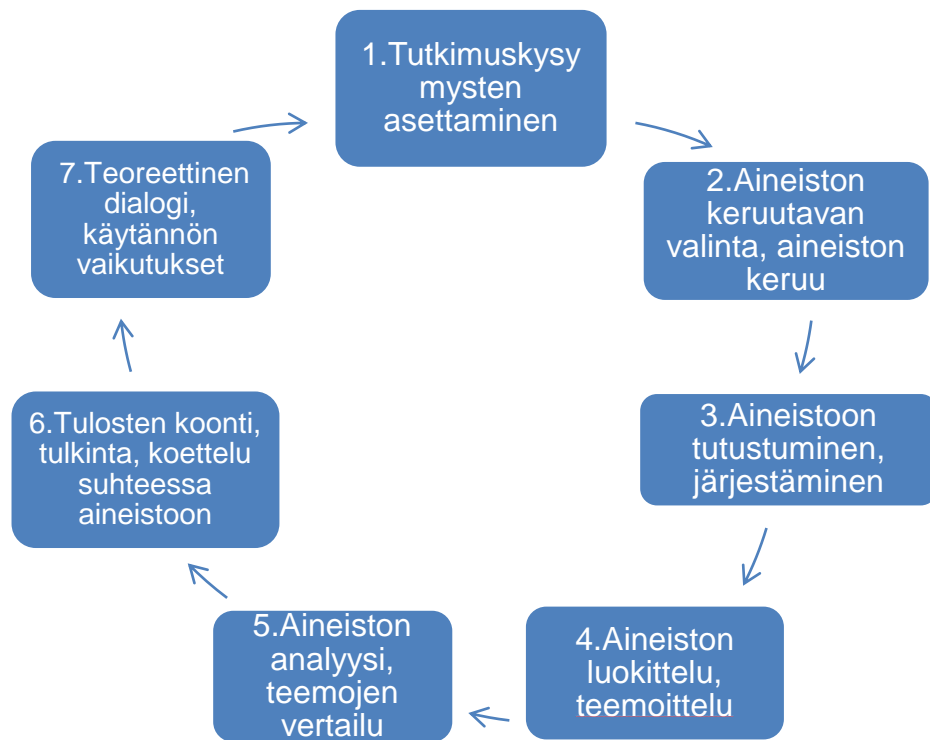 1.Tutkimuskysy
mysten
asettaminen
2.Aineiston
keruutavan
valinta, aineiston
keruu
3.Aineistoon
tutustuminen,
järjestäminen
4.Aineiston
luokittelu,
teemoittelu
5.Aineiston
analyysi,
teemojen
vertailu
6.Tulosten koonti,
tulkinta, koettelu
suhteessa
aineistoon
7.Teoreettinen
dialogi,
käytännön
vaikutukset